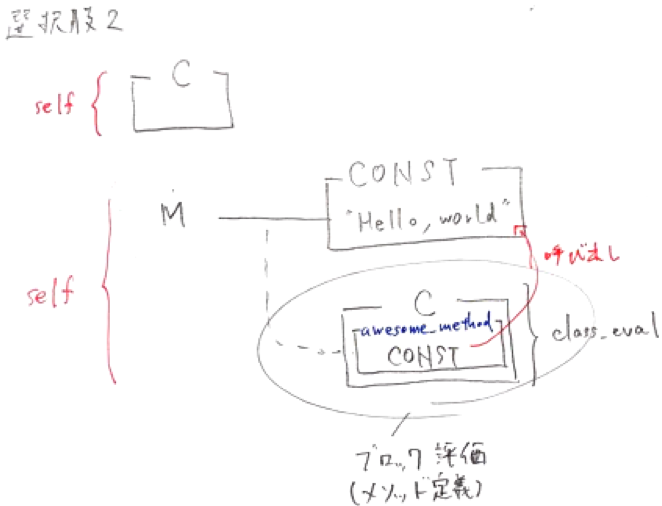 選択肢2
C
self
CONST
M
"Hello, world"
呼び出し
self
C
awesome_method
CONST
class_eval
ブロック評価
(メソッド定義)